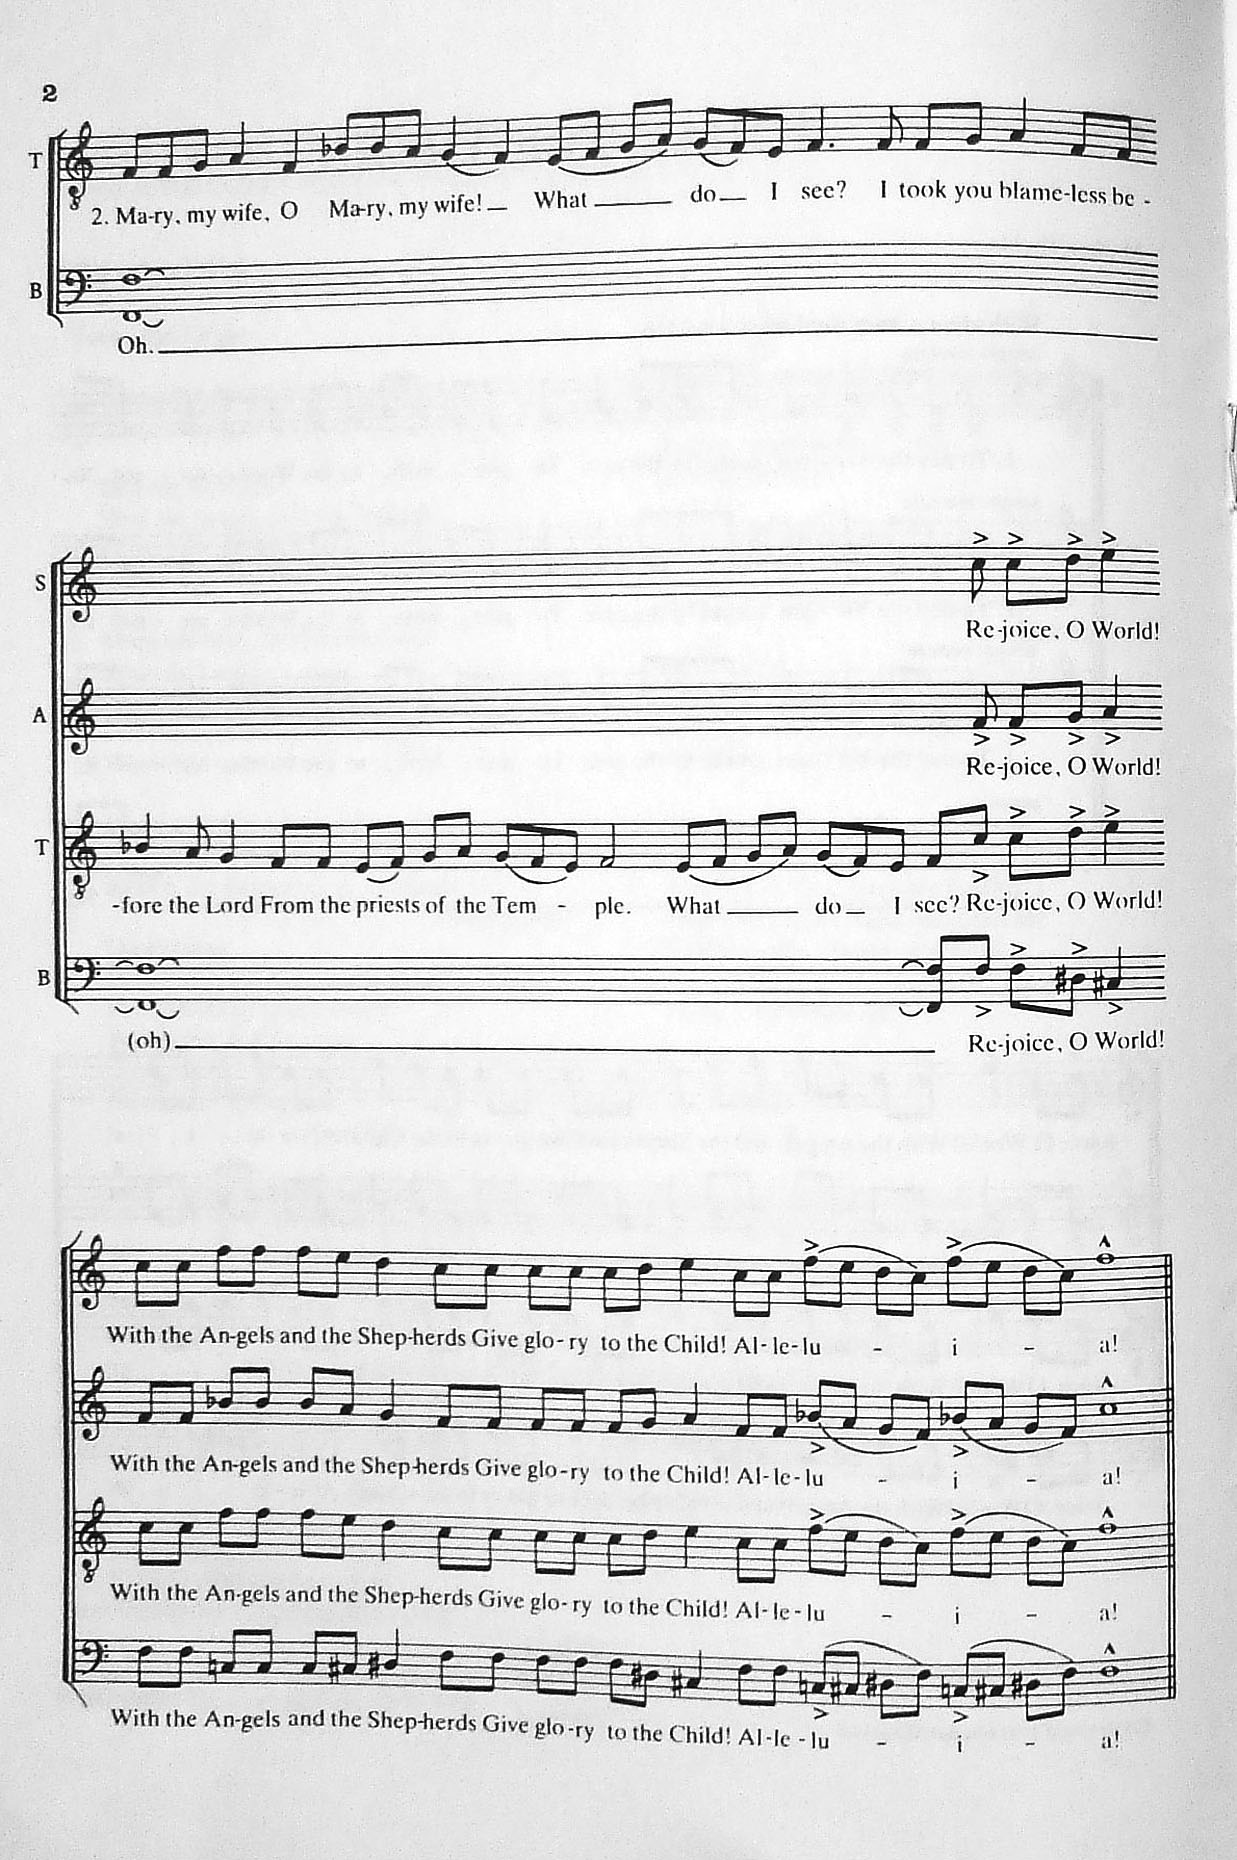 2
T
2. Ma-ry, my wife, O Ma-ry, my wife! What do I see? I took you blame-less be -
B
Oh.
S
Re-joice, O World!
A
Re-joice, O World!
T
-fore the Lord From the priests of the Tem - ple. What do I see? Re-joice, O World!
B
(oh) Re-joice, O World!
With the An-gels and the Shep-herds Give glo-ry to the Child! Al-le-lu - i - a!
With the An-gels and the Shep-herds Give glo-ry to the Child! Al-le-lu - i - a!
With the An-gels and the Shep-herds Give glo-ry to the Child! Al-le-lu - i - a!
With the An-gels and the Shep-herds Give glo-ry to the Child! Al-le-lu - i - a!